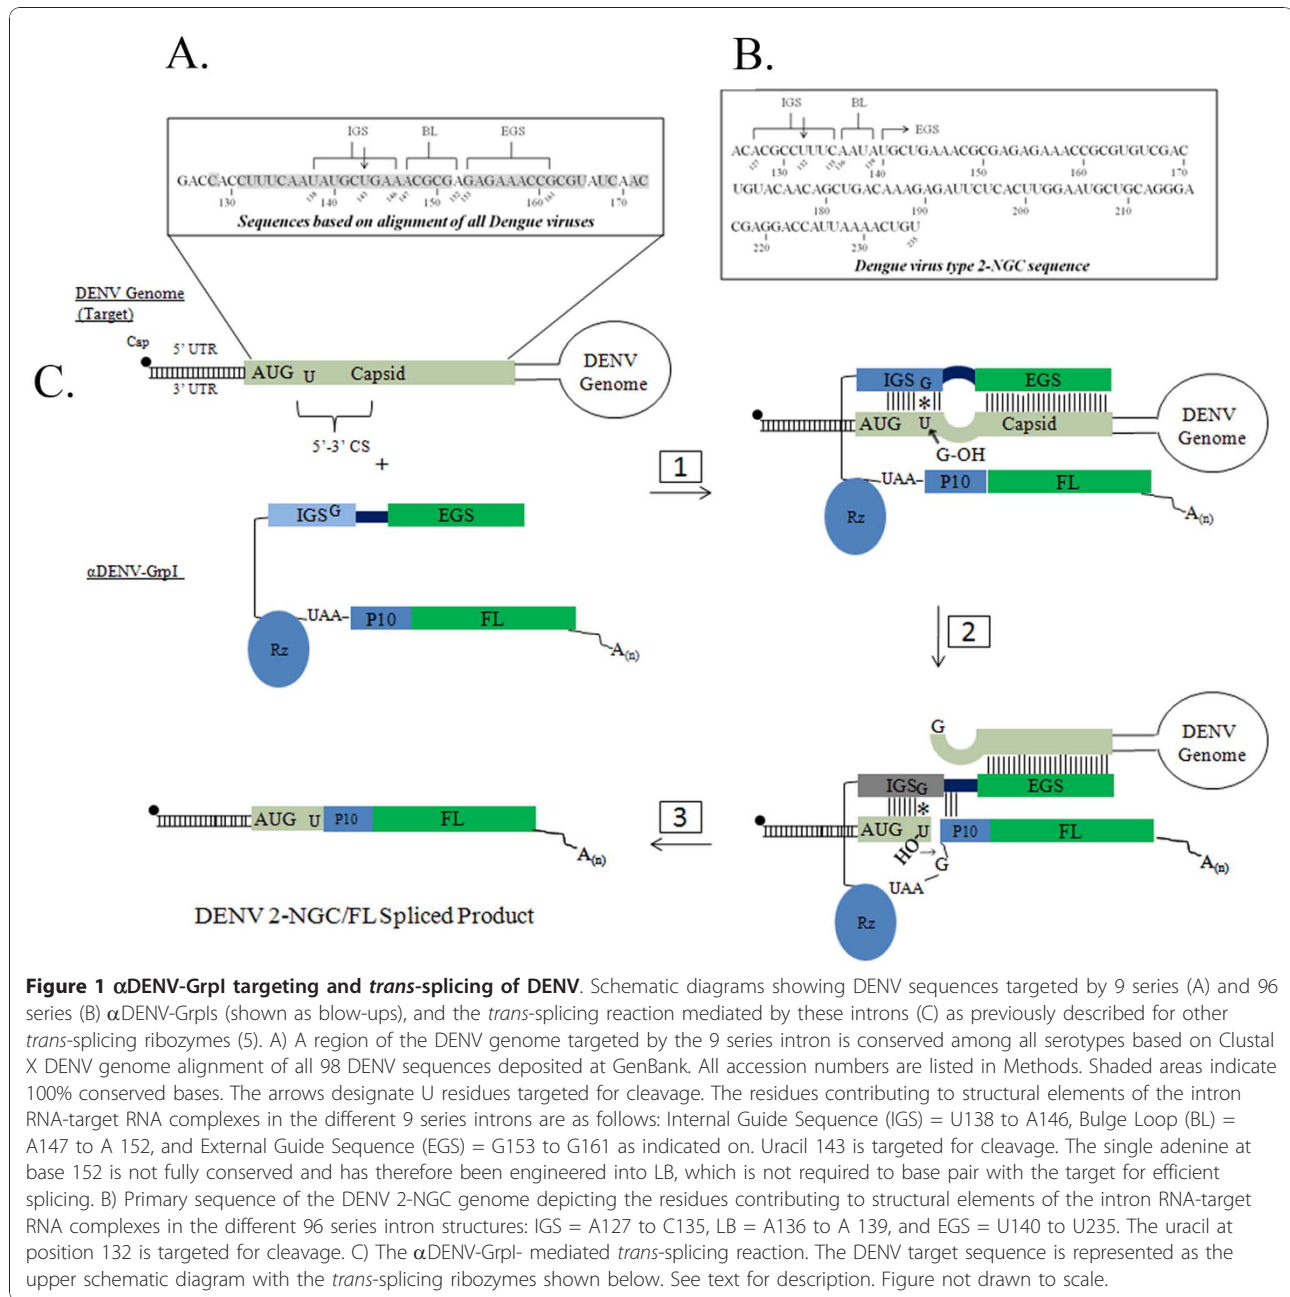 A.
B.
IGS BL EGS
GACCACCUUUCAAUAUGCUGAAACGCGAGAGAAACCGCGUAUCAAC
138 143 146 147 152 153 161
130 140 150 160 170
Sequences based on alignment of all Dengue viruses
IGS BL EGS
ACACGCCUUUCAAUAUGCUGAAACGCGAGAGAAACCGCGUGUCGAC
127 132 135 136 139
130 140 150 160 170
UGUACAACAGCUGACAAAGAGAUUCUCACUUGGAAUGCUGCAGGGA
180 190 200 210
CGAGGACCAUUAAAACUGU
220 230 235
Dengue virus type 2-NGC sequence
DENV Genome
(Target)
Cap
5' UTR
3' UTR
AUG U Capsid
DENV
Genome
C.
5'-3' CS
+
IGS G EGS
αDENV-GrpI
UAA- P10 FL
Rz
A(n)
1
IGS G EGS
*
AUG U Capsid
DENV
Genome
G-OH
UAA- P10 FL
Rz
A(n)
2
G
DENV
Genome
IGS G EGS
*
AUG U P10 FL
HO
G
UAA
Rz
A(n)
3
AUG U P10 FL
A(n)
DENV 2-NGC/FL Spliced Product
Figure 1 αDENV-GrpI targeting and trans-splicing of DENV. Schematic diagrams showing DENV sequences targeted by 9 series (A) and 96
series (B) αDENV-GrpIs (shown as blow-ups), and the trans-splicing reaction mediated by these introns (C) as previously described for other
trans-splicing ribozymes (5). A) A region of the DENV genome targeted by the 9 series intron is conserved among all serotypes based on Clustal
X DENV genome alignment of all 98 DENV sequences deposited at GenBank. All accession numbers are listed in Methods. Shaded areas indicate
100% conserved bases. The arrows designate U residues targeted for cleavage. The residues contributing to structural elements of the intron
RNA-target RNA complexes in the different 9 series introns are as follows: Internal Guide Sequence (IGS) = U138 to A146, Bulge Loop (BL) =
A147 to A 152, and External Guide Sequence (EGS) = G153 to G161 as indicated on. Uracil 143 is targeted for cleavage. The single adenine at
base 152 is not fully conserved and has therefore been engineered into LB, which is not required to base pair with the target for efficient
splicing. B) Primary sequence of the DENV 2-NGC genome depicting the residues contributing to structural elements of the intron RNA-target
RNA complexes in the different 96 series intron structures: IGS = A127 to C135, LB = A136 to A 139, and EGS = U140 to U235. The uracil at
position 132 is targeted for cleavage. C) The αDENV-GrpI- mediated trans-splicing reaction. The DENV target sequence is represented as the
upper schematic diagram with the trans-splicing ribozymes shown below. See text for description. Figure not drawn to scale.